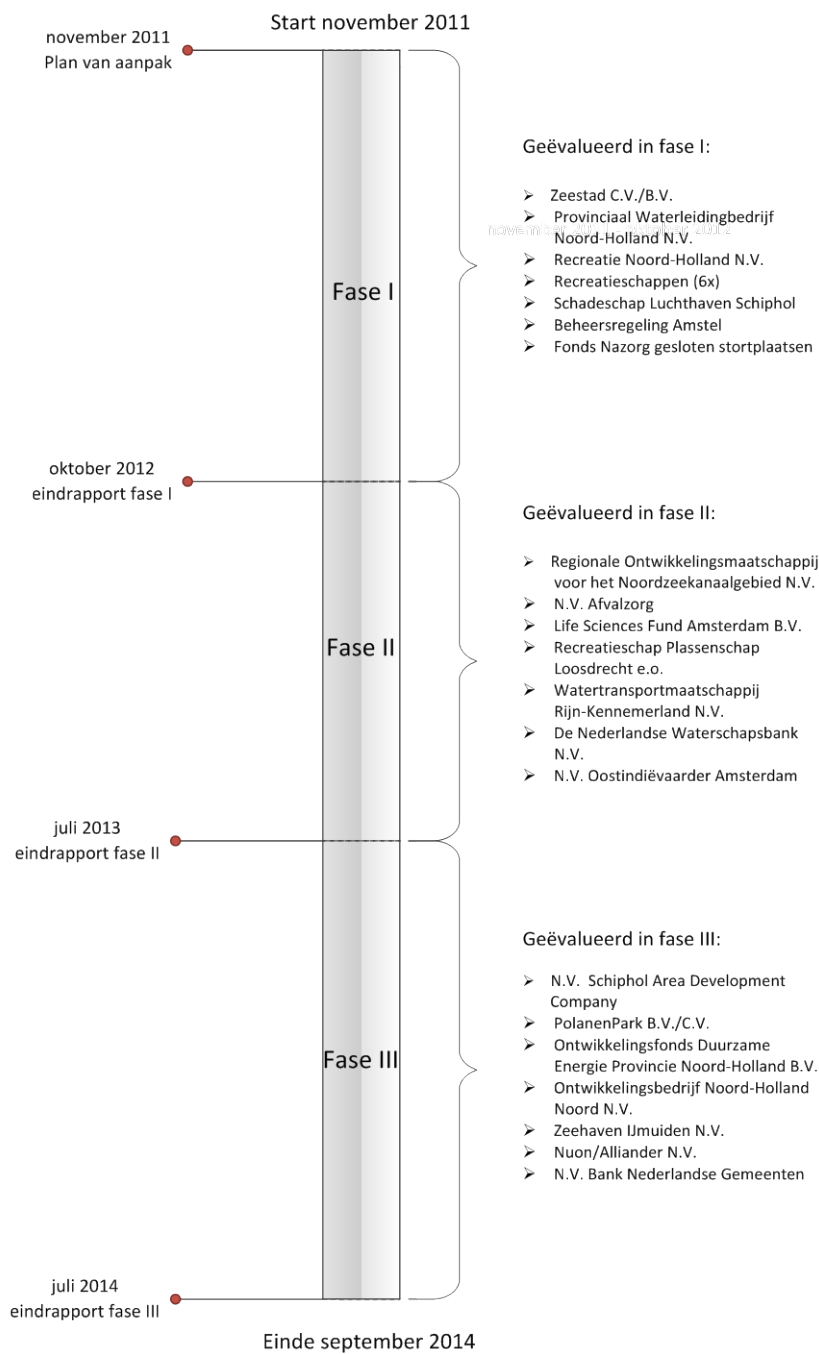 Start november 2011
november 2011
Plan van aanpak
Geëvalueerd in fase I:
➢ Zeestad C.V./B.V.
➢ Provinciaal Waterleidingbedrijf
Noord-Holland N.V.
➢ Recreatie Noord-Holland N.V.
➢ Recreatieschappen (6x)
➢ Schadeschap Luchthaven Schiphol
➢ Beheersregeling Amstel
➢ Fonds Nazorg gesloten stortplaatsen
Fase I
oktober 2012
eindrapport fase I
Geëvalueerd in fase II:
➢ Regionale Ontwikkelingsmaatschappij
voor het Noordzeekanaalgebied N.V.
➢ N.V. Afvalzorg
➢ Life Sciences Fund Amsterdam B.V.
➢ Recreatieschap Plassenschap
Loosdrecht e.o.
➢ Watertransportmaatschappij
Rijn-Kennemerland N.V.
➢ De Nederlandse Waterschapsbank
N.V.
➢ N.V. Oostindiëvaarder Amsterdam
Fase II
juli 2013
eindrapport fase II
Geëvalueerd in fase III:
➢ N.V. Schiphol Area Development
Company
➢ PolanenPark B.V./C.V.
➢ Ontwikkelingsfonds Duurzame
Energie Provincie Noord-Holland B.V.
➢ Ontwikkelingsbedrijf Noord-Holland
Noord N.V.
➢ Zeehaven IJmuiden N.V.
➢ Nuon/Alliander N.V.
➢ N.V. Bank Nederlandse Gemeenten
Fase III
juli 2014
eindrapport fase III
Einde september 2014